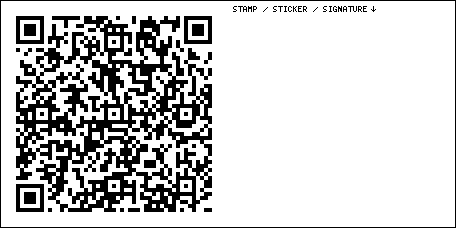 STAMP / STICKER / SIGNATURE ↓